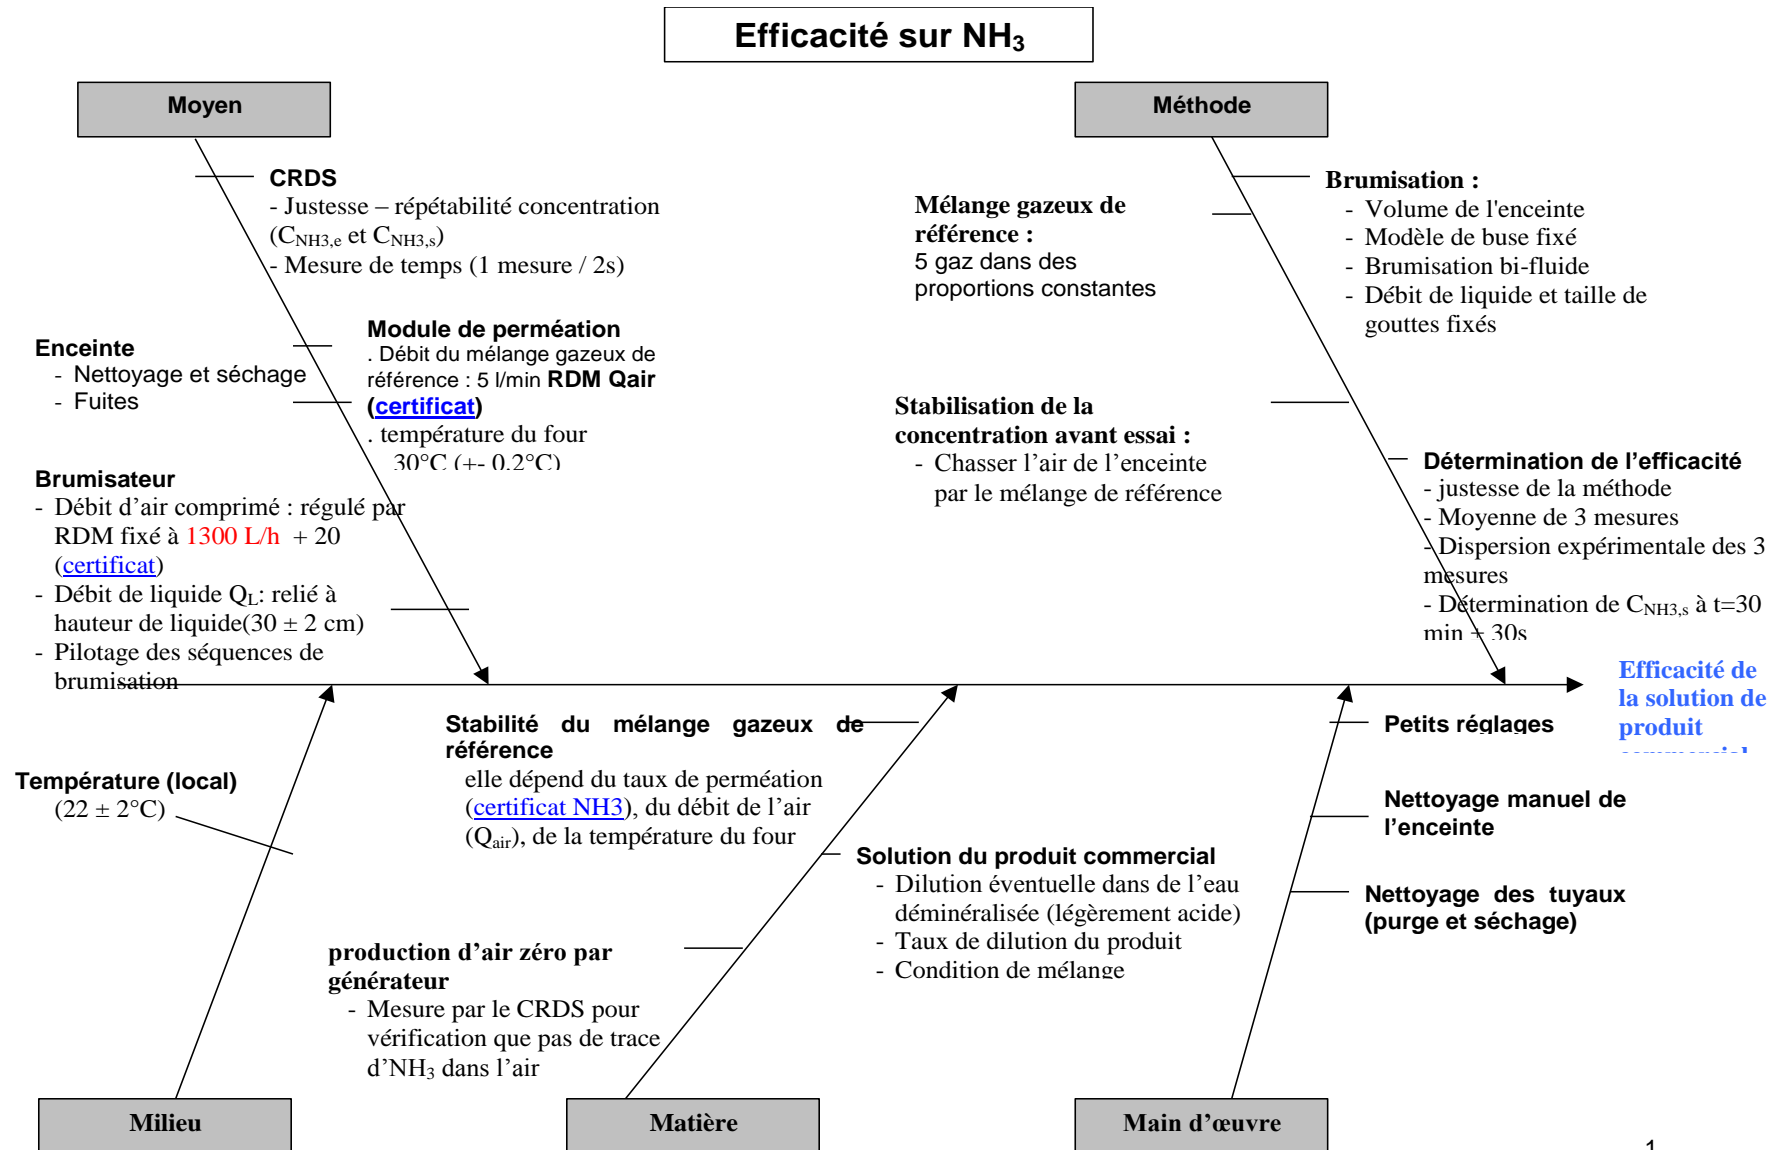 Efficacité sur NH₃
Moyen
Méthode
CRDS
- Justesse – répétabilité concentration
(C_NH3,e et C_NH3,s)
- Mesure de temps (1 mesure / 2s)
Mélange gazeux de
référence :
5 gaz dans des
proportions constantes
Brumisation :
- Volume de l'enceinte
- Modèle de buse fixé
- Brumisation bi-fluide
- Débit de liquide et taille de
gouttes fixés
Enceinte
- Nettoyage et séchage
- Fuites
Module de perméation
. Débit du mélange gazeux de
référence : 5 l/min RDM Qair
(certificat)
. température du four
30°C (+- 0.2°C)
Stabilisation de la
concentration avant essai :
- Chasser l’air de l’enceinte
par le mélange de référence
Brumisateur
- Débit d’air comprimé : régulé par
RDM fixé à 1300 L/h + 20
(certificat)
- Débit de liquide Q_L: relié à
hauteur de liquide(30 ± 2 cm)
- Pilotage des séquences de
brumisation
Détermination de l’efficacité
- justesse de la méthode
- Moyenne de 3 mesures
- Dispersion expérimentale des 3
mesures
- Détermination de C_NH3,s à t=30
min + 30s
Efficacité de
la solution de
produit
commercial
Stabilité du mélange gazeux de
référence
elle dépend du taux de perméation
(certificat NH3), du débit de l’air
(Q_air), de la température du four
Petits réglages
Température (local)
(22 ± 2°C)
Nettoyage manuel de
l’enceinte
Solution du produit commercial
- Dilution éventuelle dans de l’eau
déminéralisée (légèrement acide)
- Taux de dilution du produit
- Condition de mélange
Nettoyage des tuyaux
(purge et séchage)
production d’air zéro par
générateur
- Mesure par le CRDS pour
vérification que pas de trace
d’NH₃ dans l’air
Milieu
Matière
Main d’œuvre
1